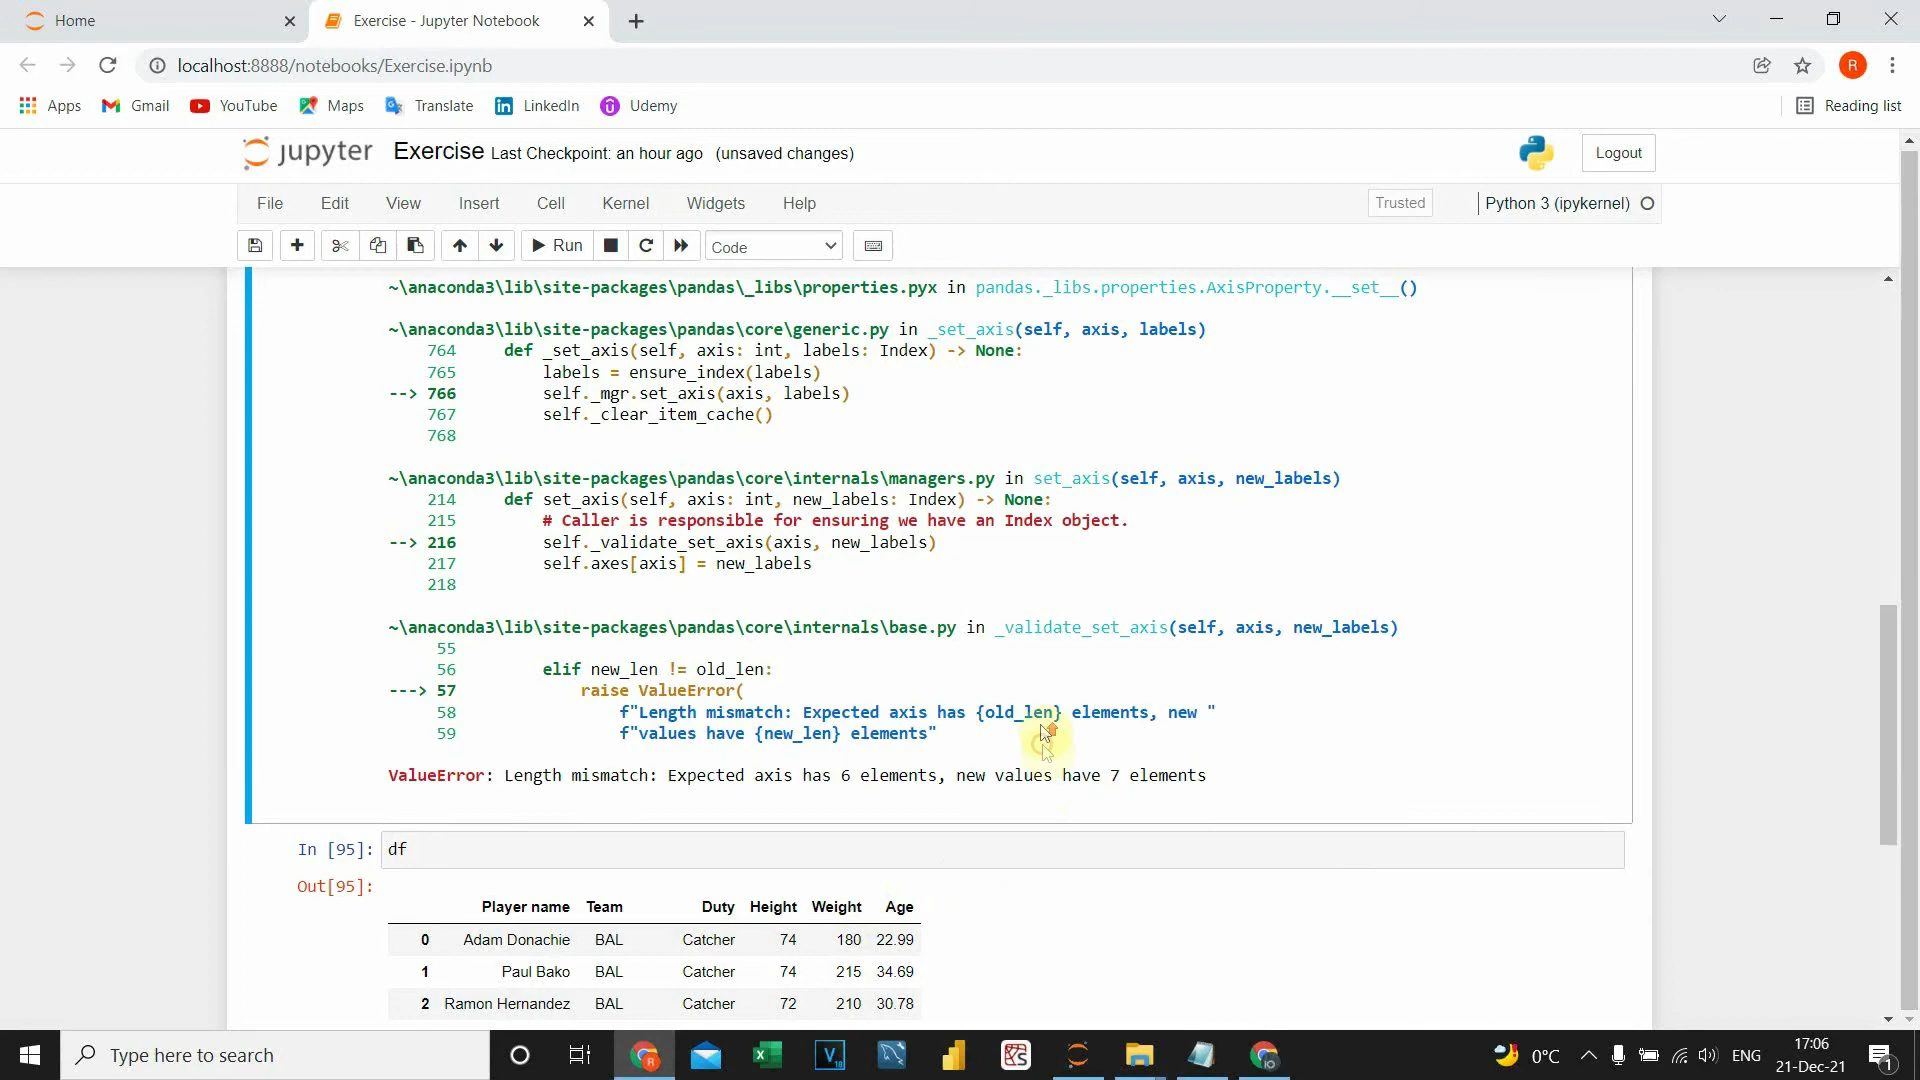 Home
Exercise - Jupyter Notebook
localhost:8888/notebooks/Exercise.ipynb
R
Apps
Gmail
YouTube
Maps
Translate
LinkedIn
Udemy
Reading list
jupyter Exercise Last Checkpoint: an hour ago (unsaved changes)
Logout
File Edit View Insert Cell Kernel Widgets Help
Trusted
Python 3 (ipykernel)
Run
Code
~\anaconda3\lib\site-packages\pandas\_libs\properties.pyx in pandas._libs.properties.AxisProperty.__set__()
~\anaconda3\lib\site-packages\pandas\core\generic.py in _set_axis(self, axis, labels)
764 def _set_axis(self, axis: int, labels: Index) -> None:
765 labels = ensure_index(labels)
--> 766 self._mgr.set_axis(axis, labels)
767 self._clear_item_cache()
768
~\anaconda3\lib\site-packages\pandas\core\internals\managers.py in set_axis(self, axis, new_labels)
214 def set_axis(self, axis: int, new_labels: Index) -> None:
215 # Caller is responsible for ensuring we have an Index object.
--> 216 self._validate_set_axis(axis, new_labels)
217 self.axes[axis] = new_labels
218
~\anaconda3\lib\site-packages\pandas\core\internals\base.py in _validate_set_axis(self, axis, new_labels)
55
56 elif new_len != old_len:
---> 57 raise ValueError(
58 f"Length mismatch: Expected axis has {old_len} elements, new "
59 f"values have {new_len} elements"
ValueError: Length mismatch: Expected axis has 6 elements, new values have 7 elements
In [95]: df
Out[95]:
Player name Team Duty Height Weight Age
0 Adam Donachie BAL Catcher 74 180 22.99
1 Paul Bako BAL Catcher 74 215 34.69
2 Ramon Hernandez BAL Catcher 72 210 30.78
Type here to search
0°C
ENG
17:06
21-Dec-21
1